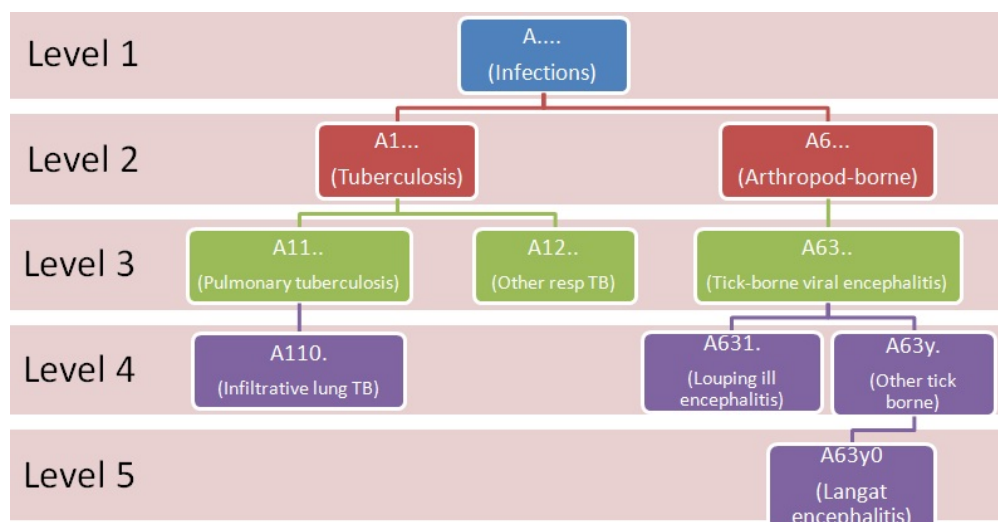 Level 1
A....
(Infections)
Level 2
A1...
(Tuberculosis)
A6...
(Arthropod-borne)
Level 3
A11..
(Pulmonary tuberculosis)
A12..
(Other resp TB)
A63..
(Tick-borne viral encephalitis)
Level 4
A110.
(Infiltrative lung TB)
A631.
(Louping ill
encephalitis)
A63y.
(Other tick
borne)
Level 5
A63y0
(Langat
encephalitis)